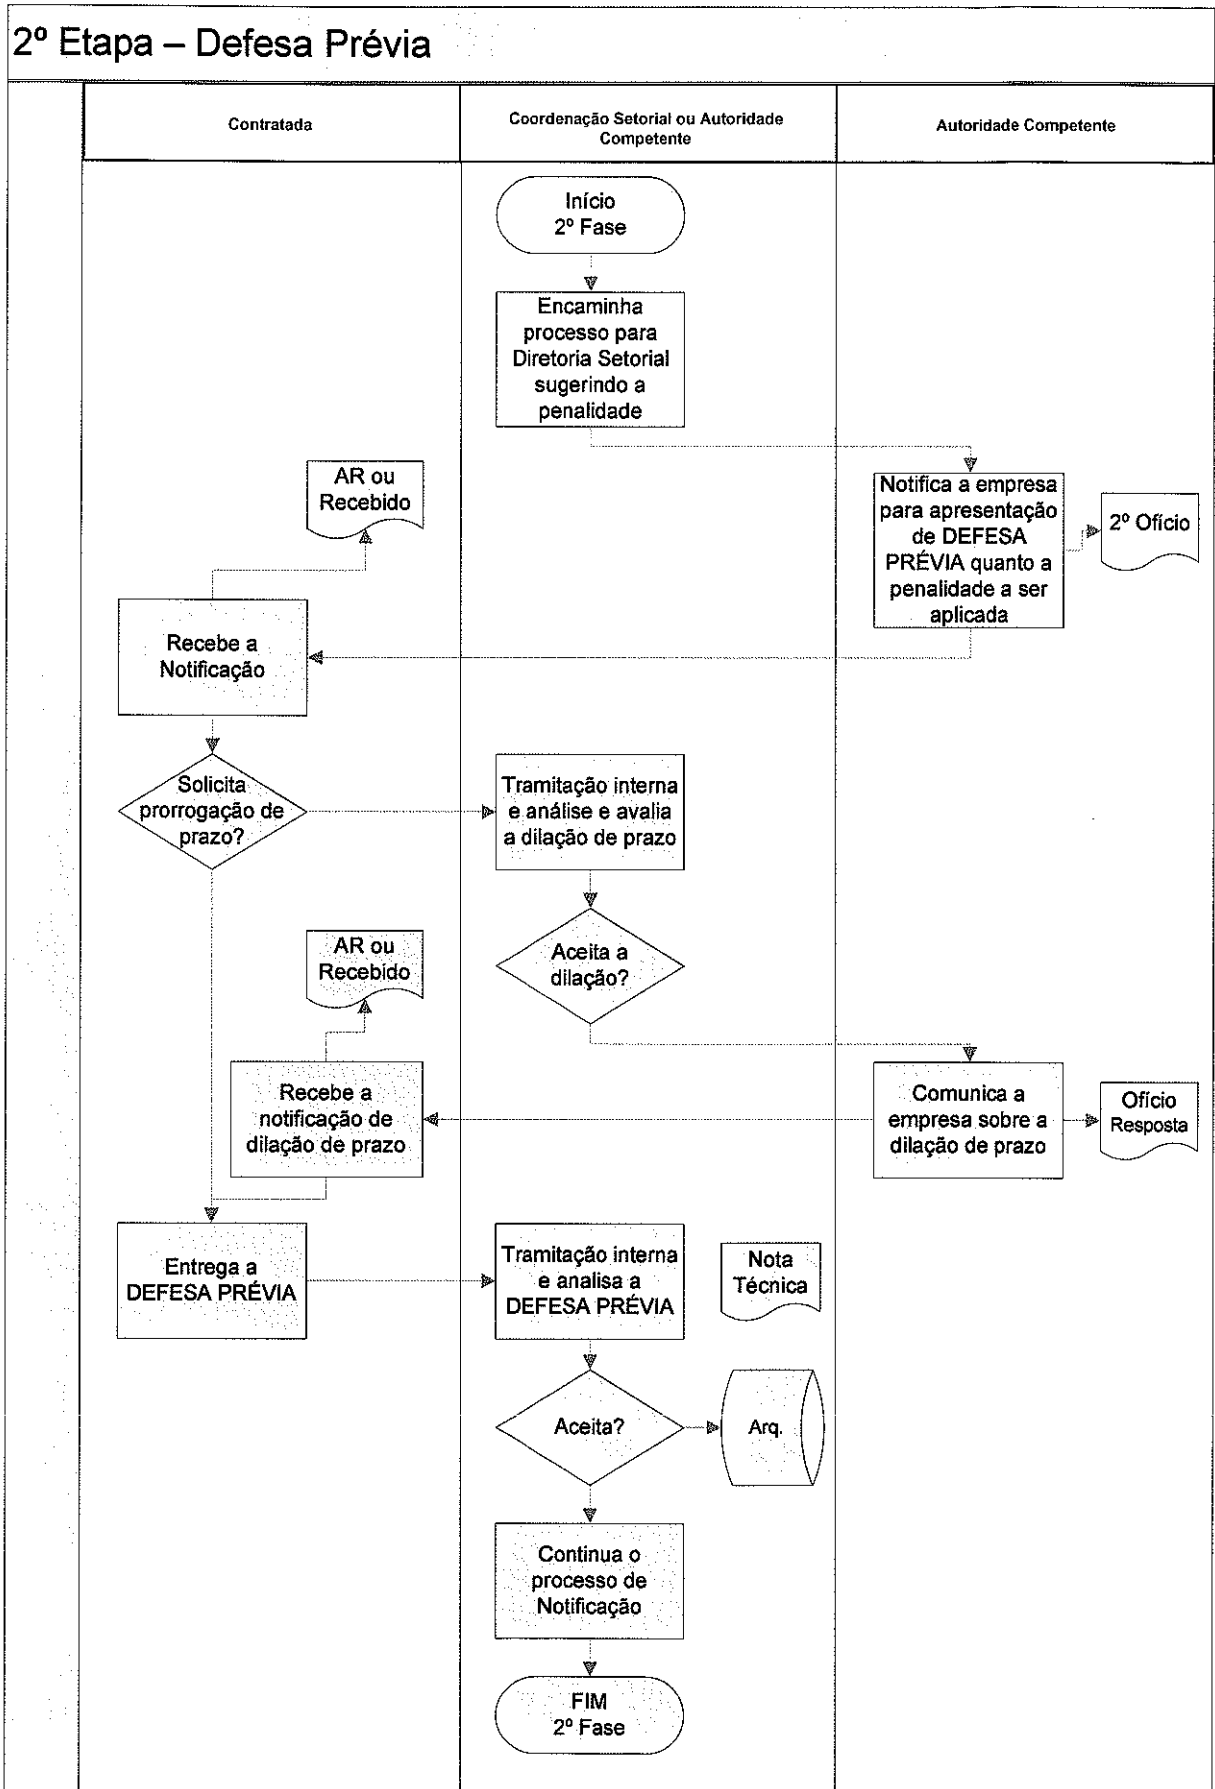 2º Etapa – Defesa Prévia
Contratada
Coordenação Setorial ou Autoridade
Competente
Autoridade Competente
Início
2º Fase
Encaminha
processo para
Diretoria Setorial
sugerindo a
penalidade
AR ou
Recebido
Notifica a empresa
para apresentação
de DEFESA
PRÉVIA quanto a
penalidade a ser
aplicada
2º Ofício
Recebe a
Notificação
Solicita
prorrogação de
prazo?
Tramitação interna
e análise e avalia
a dilação de prazo
AR ou
Recebido
Aceita a
dilação?
Recebe a
notificação de
dilação de prazo
Comunica a
empresa sobre a
dilação de prazo
Ofício
Resposta
Entrega a
DEFESA PRÉVIA
Tramitação interna
e analisa a
DEFESA PRÉVIA
Nota
Técnica
Aceita?
Arq.
Continua o
processo de
Notificação
FIM
2º Fase